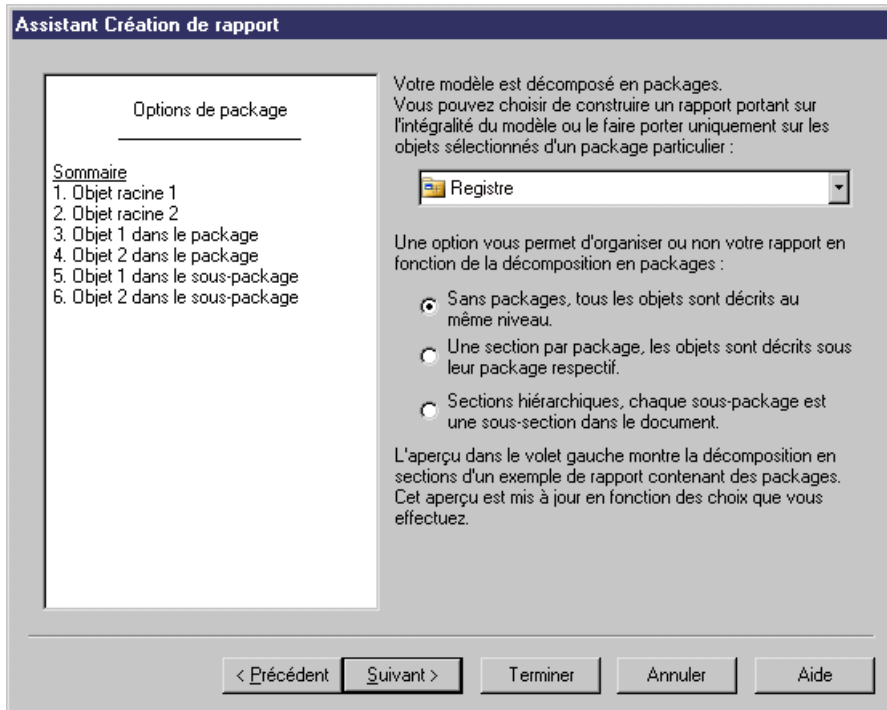 Assistant Création de rapport
Options de package
Sommaire
1. Objet racine 1
2. Objet racine 2
3. Objet 1 dans le package
4. Objet 2 dans le package
5. Objet 1 dans le sous-package
6. Objet 2 dans le sous-package
Votre modèle est décomposé en packages.
Vous pouvez choisir de construire un rapport portant sur
l'intégralité du modèle ou le faire porter uniquement sur les
objets sélectionnés d'un package particulier :
Registre
Une option vous permet d'organiser ou non votre rapport en
fonction de la décomposition en packages :
Sans packages, tous les objets sont décrits au
même niveau.
Une section par package, les objets sont décrits sous
leur package respectif.
Sections hiérarchiques, chaque sous-package est
une sous-section dans le document.
L'aperçu dans le volet gauche montre la décomposition en
sections d'un exemple de rapport contenant des packages.
Cet aperçu est mis à jour en fonction des choix que vous
effectuez.
< Précédent
Suivant >
Terminer
Annuler
Aide